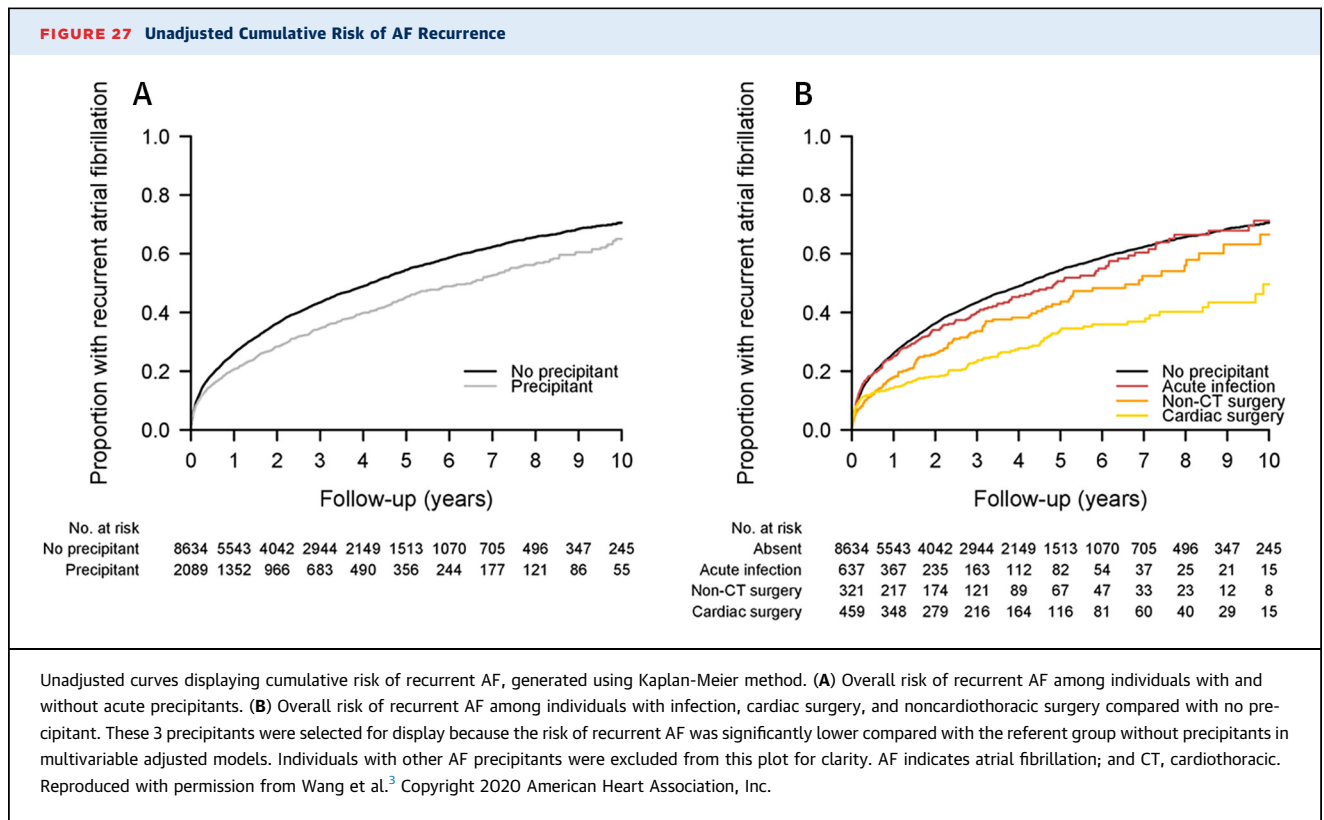 FIGURE 27 Unadjusted Cumulative Risk of AF Recurrence
A
Proportion with recurrent atrial fibrillation
1.0
0.8
0.6
0.4
0.2
0.0
No precipitant
Precipitant
0 1 2 3 4 5 6 7 8 9 10
Follow-up (years)
No. at risk
No precipitant 8634 5543 4042 2944 2149 1513 1070 705 496 347 245
Precipitant 2089 1352 966 683 490 356 244 177 121 86 55
B
Proportion with recurrent atrial fibrillation
1.0
0.8
0.6
0.4
0.2
0.0
No precipitant
Acute infection
Non-CT surgery
Cardiac surgery
0 1 2 3 4 5 6 7 8 9 10
Follow-up (years)
No. at risk
Absent 8634 5543 4042 2944 2149 1513 1070 705 496 347 245
Acute infection 637 367 235 163 112 82 54 37 25 21 15
Non-CT surgery 321 217 174 121 89 67 47 33 23 12 8
Cardiac surgery 459 348 279 216 164 116 81 60 40 29 15
Unadjusted curves displaying cumulative risk of recurrent AF, generated using Kaplan-Meier method. (A) Overall risk of recurrent AF among individuals with and
without acute precipitants. (B) Overall risk of recurrent AF among individuals with infection, cardiac surgery, and noncardiothoracic surgery compared with no pre-
cipitant. These 3 precipitants were selected for display because the risk of recurrent AF was significantly lower compared with the referent group without precipitants in
multivariable adjusted models. Individuals with other AF precipitants were excluded from this plot for clarity. AF indicates atrial fibrillation; and CT, cardiothoracic.
Reproduced with permission from Wang et al.3 Copyright 2020 American Heart Association, Inc.